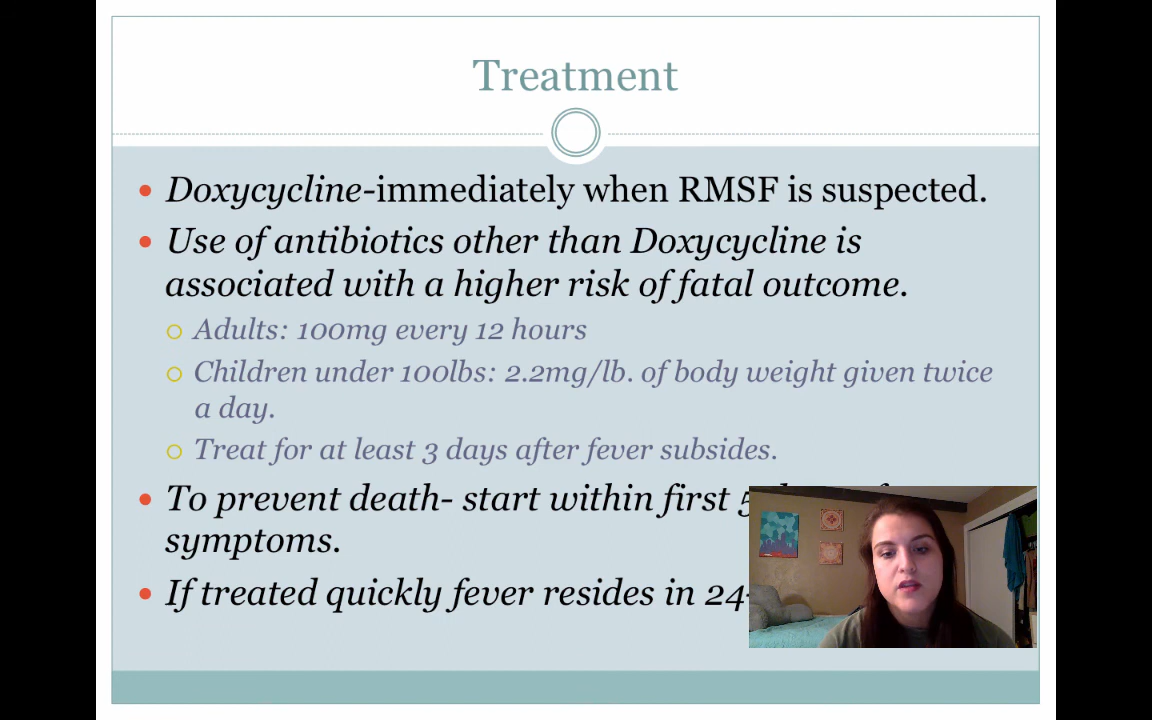 Treatment
Doxycycline-immediately when RMSF is suspected.
Use of antibiotics other than Doxycycline is
associated with a higher risk of fatal outcome.
Adults: 100mg every 12 hours
Children under 100lbs: 2.2mg/lb. of body weight given twice
a day.
Treat for at least 3 days after fever subsides.
To prevent death- start within first 5
symptoms.
If treated quickly fever resides in 24-